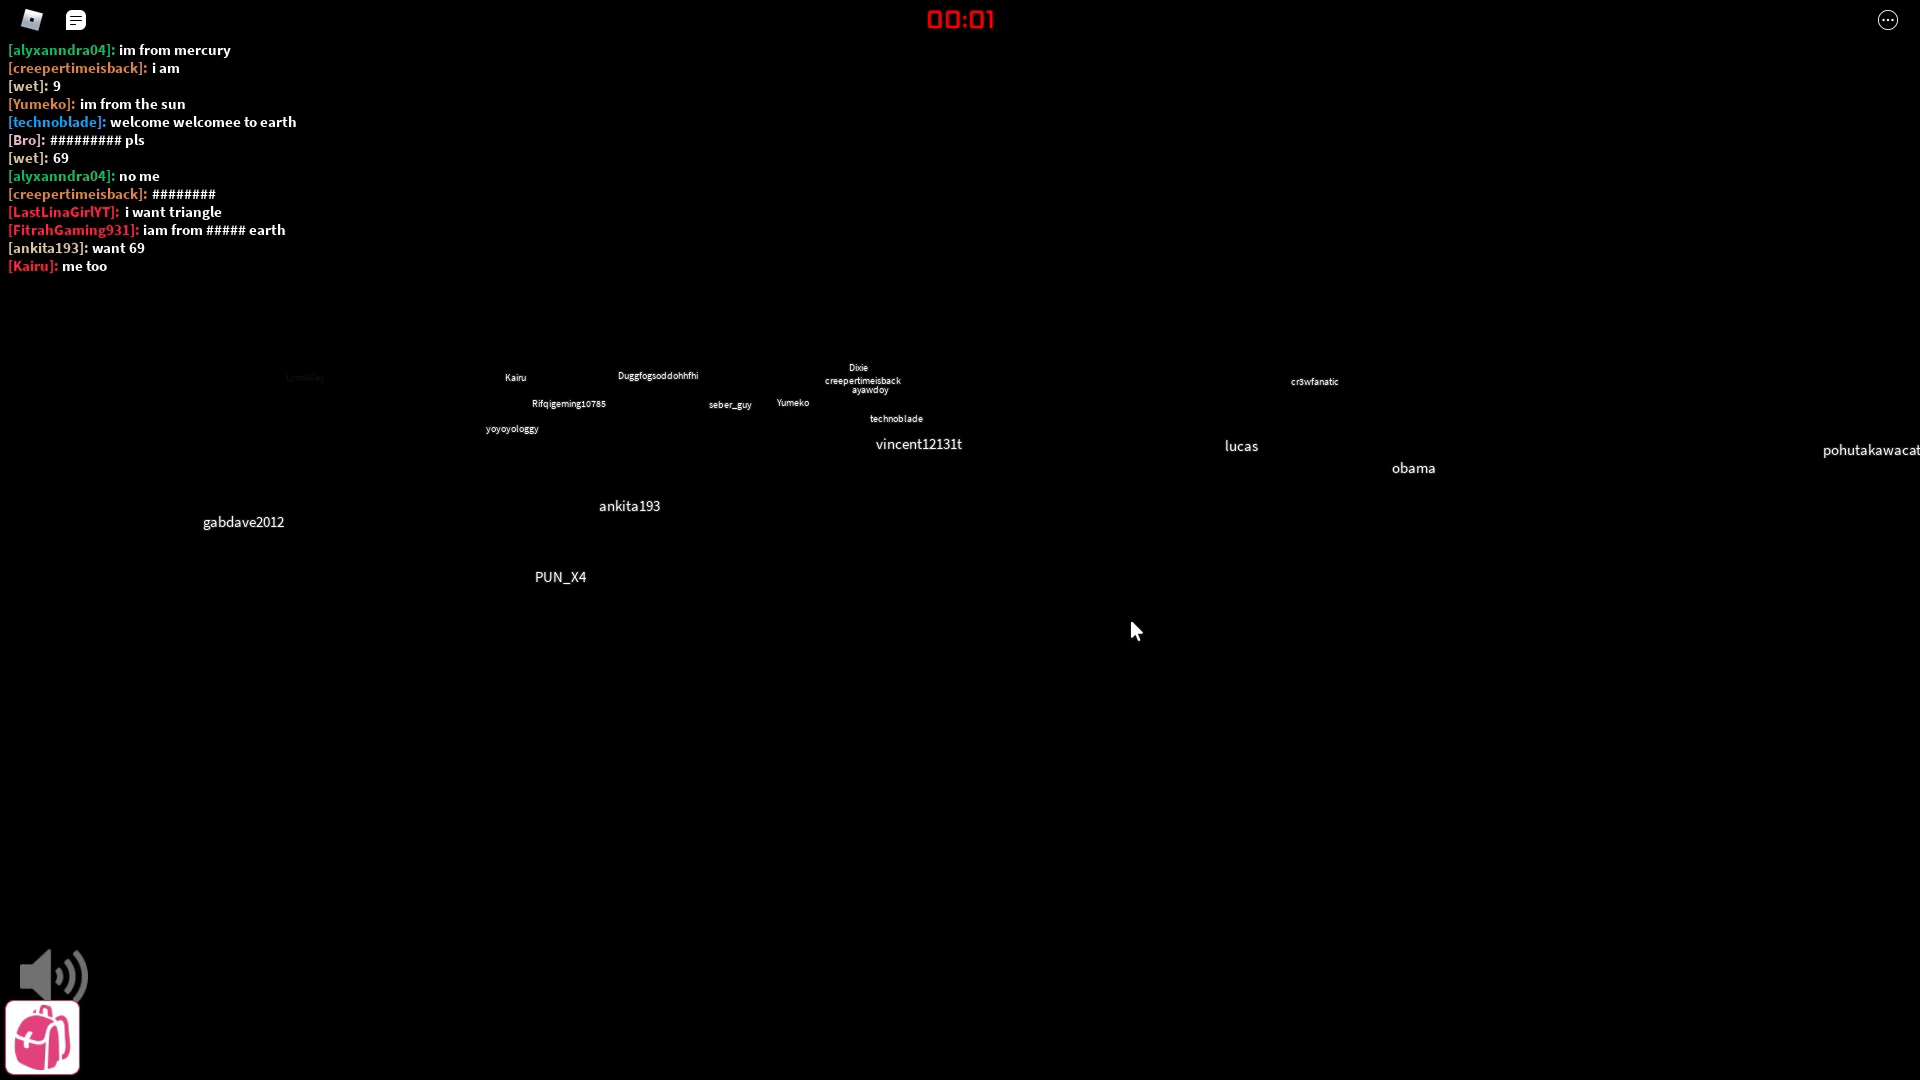 00:01
[alyxanndra04]: im from mercury
[creepertimeisback]: i am
[wet]: 9
[Yumeko]: im from the sun
[technoblade]: welcome welcomee to earth
[Bro]: ######### pls
[wet]: 69
[alyxanndra04]: no me
[creepertimeisback]: ########
[LastLinaGirlYT]: i want triangle
[FitrahGaming931]: iam from ##### earth
[ankita193]: want 69
[Kairu]: me too
Dixie
Kairu
Duggfogsoddohhfhi
creepertimeisback
cr3wfanatic
ayawdoy
Rifqigeming10785
seber_guy
Yumeko
technoblade
yoyoyologgy
vincent12131t
lucas
pohutakawacat
obama
ankita193
gabdave2012
PUN_X4